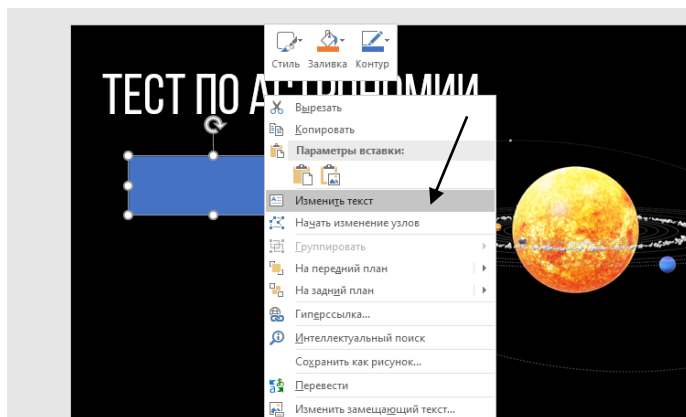 Стиль Заливка Контур
ТЕСТ ПО АСТРОНОМИИ
Вырезать
Копировать
Параметры вставки:
Изменить текст
Начать изменение узлов
Группировать
На передний план
На задний план
Гиперссылка...
Интеллектуальный поиск
Сохранить как рисунок...
Перевести
Изменить замещающий текст...